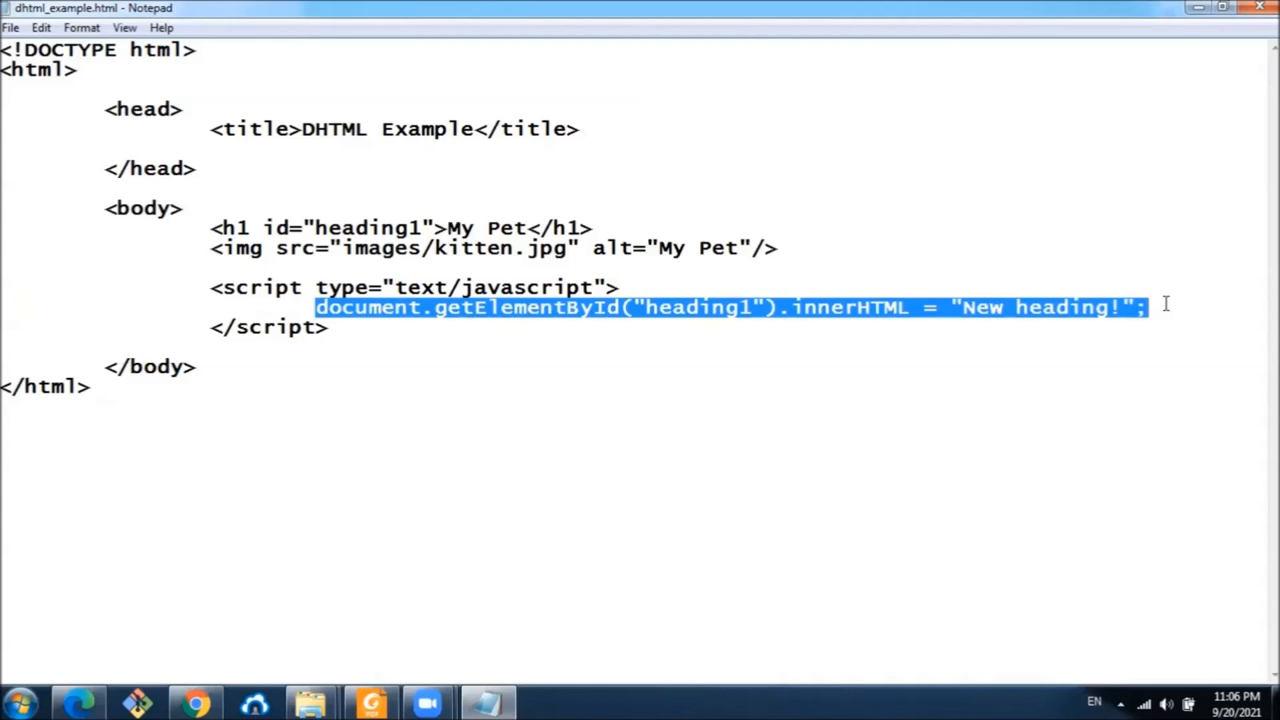 dhtml_example.html - Notepad
File Edit Format View Help
<!DOCTYPE html>
<html>
<head>
<title>DHTML Example</title>
</head>
<body>
<h1 id="heading1">My Pet</h1>
<img src="images/kitten.jpg" alt="My Pet"/>
<script type="text/javascript">
document.getElementById("heading1").innerHTML = "New heading!";
</script>
</body>
</html>
EN
11:06 PM
9/20/2021